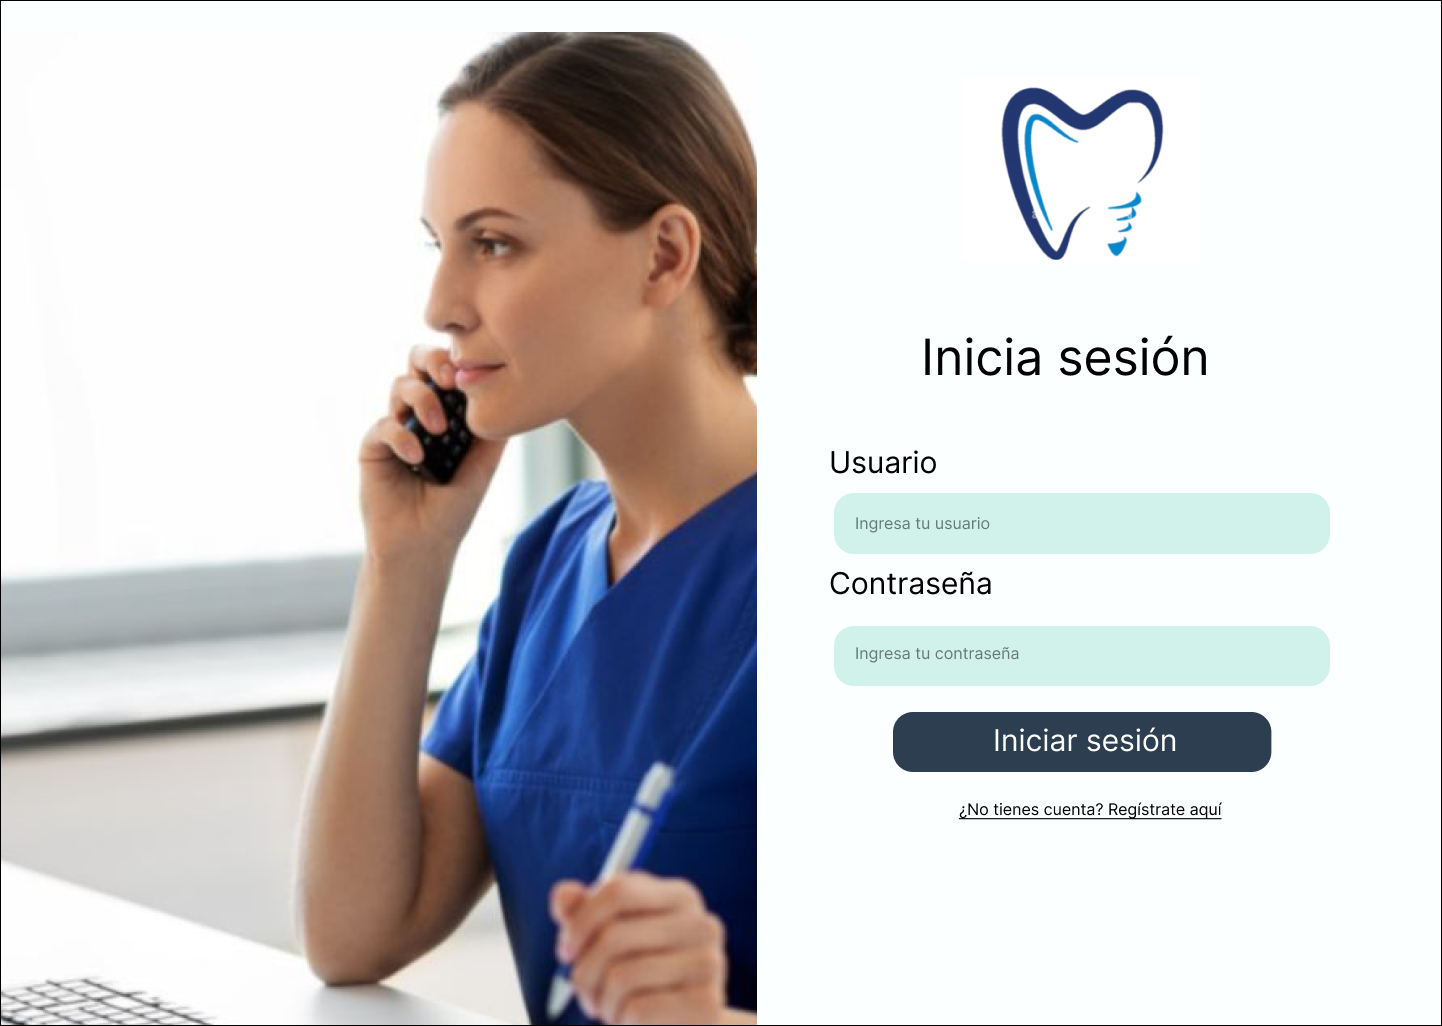 Inicia sesión
Usuario
Ingresa tu usuario
Contraseña
Ingresa tu contraseña
Iniciar sesión
¿No tienes cuenta? Regístrate aquí